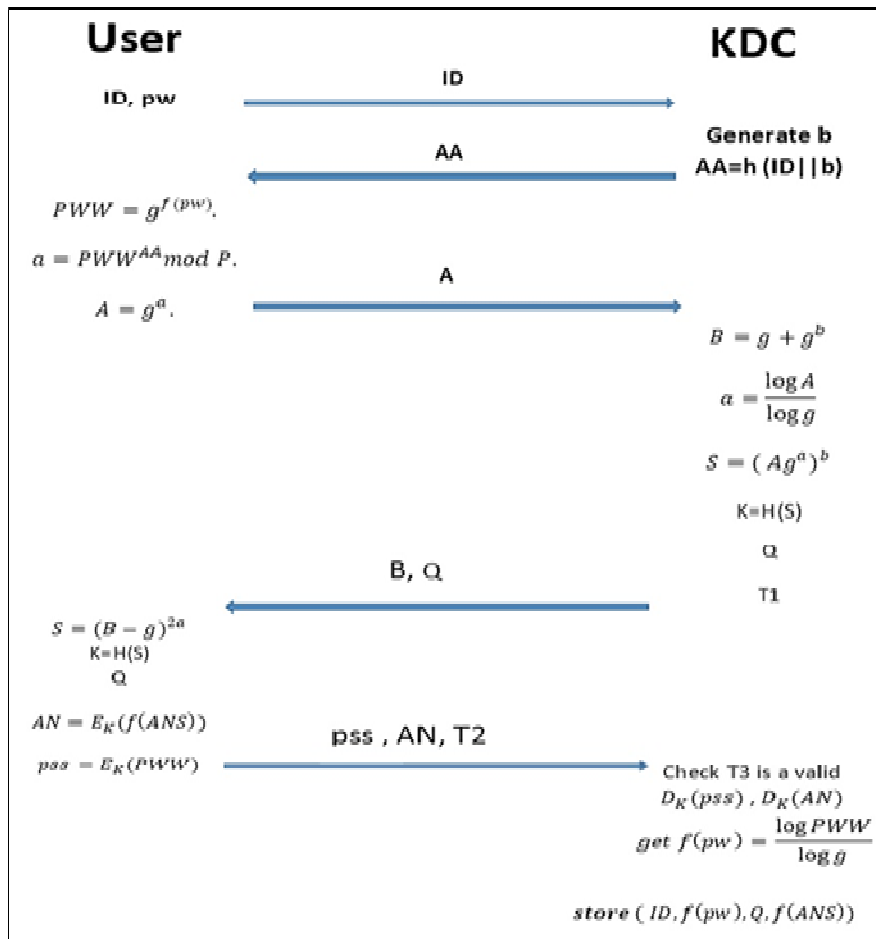 User
KDC
ID, pw
ID
Generate b
AA=h (ID||b)
AA
PWW = g^{f(pw)}.
a = PWW^{AA} mod P.
A = g^a.
A
B = g + g^b
a = \frac{log A}{log g}
S = ( Ag^a)^b
K=H(S)
Q
T1
B, Q
S = (B − g)^{2a}
K=H(S)
Q
AN = E_K(f(ANS))
pss = E_K(PWW)
pss , AN, T2
Check T3 is a valid
D_K(pss) , D_K(AN)
get f(pw) = \frac{log PWW}{log g}
store ( ID, f(pw), Q, f(ANS))